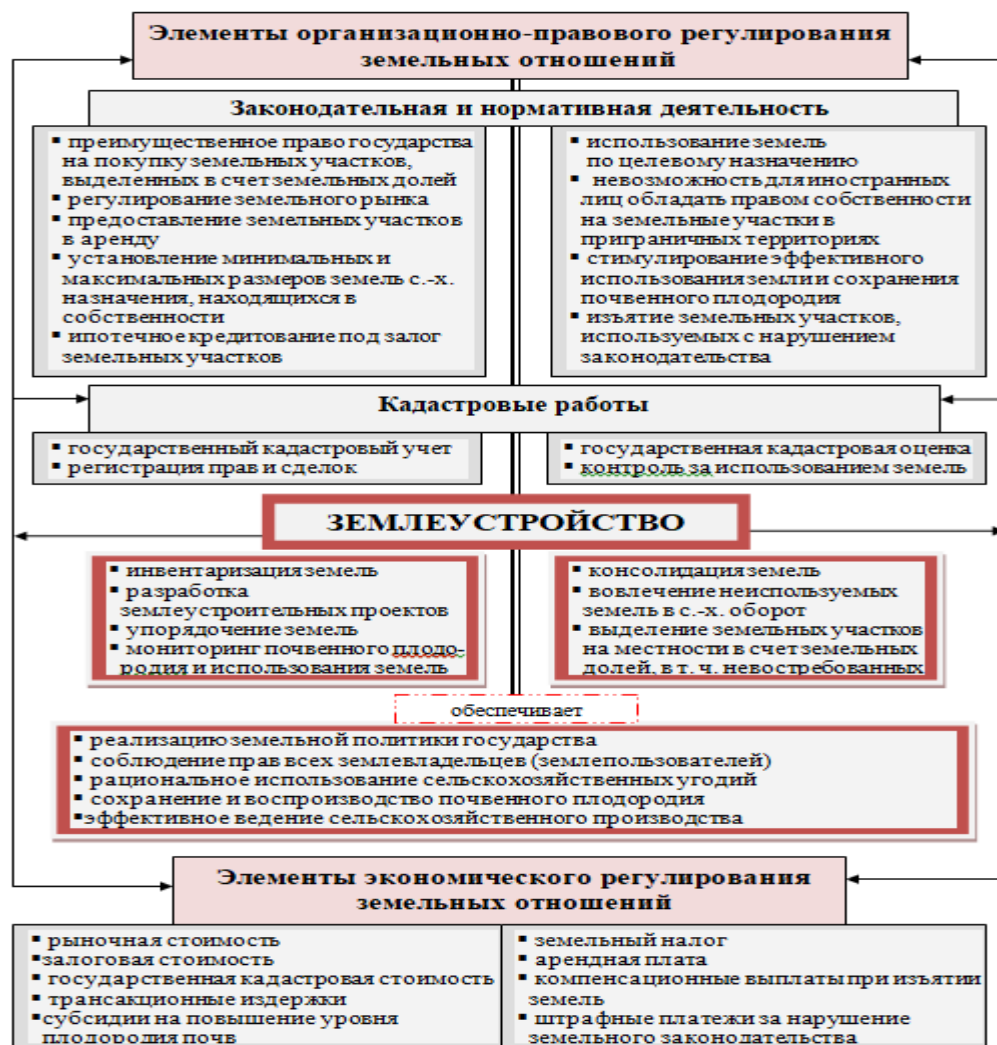 Элементы организационно-правового регулирования
земельных отношений
Законодательная и нормативная деятельность
▪ преимущественное право государства
на покупку земельных участков,
выделенных в счет земельных долей
▪ регулирование земельного рынка
▪ предоставление земельных участков
в аренду
▪ установление минимальных и
максимальных размеров земель с.-х.
назначения, находящихся в
собственности
▪ ипотечное кредитование под залог
земельных участков
▪ использование земель
по целевому назначению
▪ невозможность для иностранных
лиц обладать правом собственности
на земельные участки в
приграничных территориях
▪ стимулирование эффективного
использования земли и сохранения
почвенного плодородия
▪ изъятие земельных участков,
используемых с нарушением
законодательства
Кадастровые работы
▪ государственный кадастровый учет
▪ регистрация прав и сделок
▪ государственная кадастровая оценка
▪ контроль за использованием земель
ЗЕМЛЕУСТРОЙСТВО
▪ инвентаризация земель
▪ разработка
землеустроительных проектов
▪ упорядочение земель
▪ мониторинг почвенного плодо-
родия и использования земель
▪ консолидация земель
▪ вовлечение неиспользуемых
земель в с.-х. оборот
▪ выделение земельных участков
на местности в счет земельных
долей, в т. ч. невостребованных
обеспечивает
▪ реализацию земельной политики государства
▪ соблюдение прав всех землевладельцев (землепользователей)
▪ рациональное использование сельскохозяйственных угодий
▪ сохранение и воспроизводство почвенного плодородия
▪эффективное ведение сельскохозяйственного производства
Элементы экономического регулирования
земельных отношений
▪ рыночная стоимость
▪залоговая стоимость
▪ государственная кадастровая стоимость
▪ трансакционные издержки
▪субсидии на повышение уровня
плодородия почв
▪ земельный налог
▪ арендная плата
▪ компенсационные выплаты при изъятии
земель
▪ штрафные платежи за нарушение
земельного законодательства